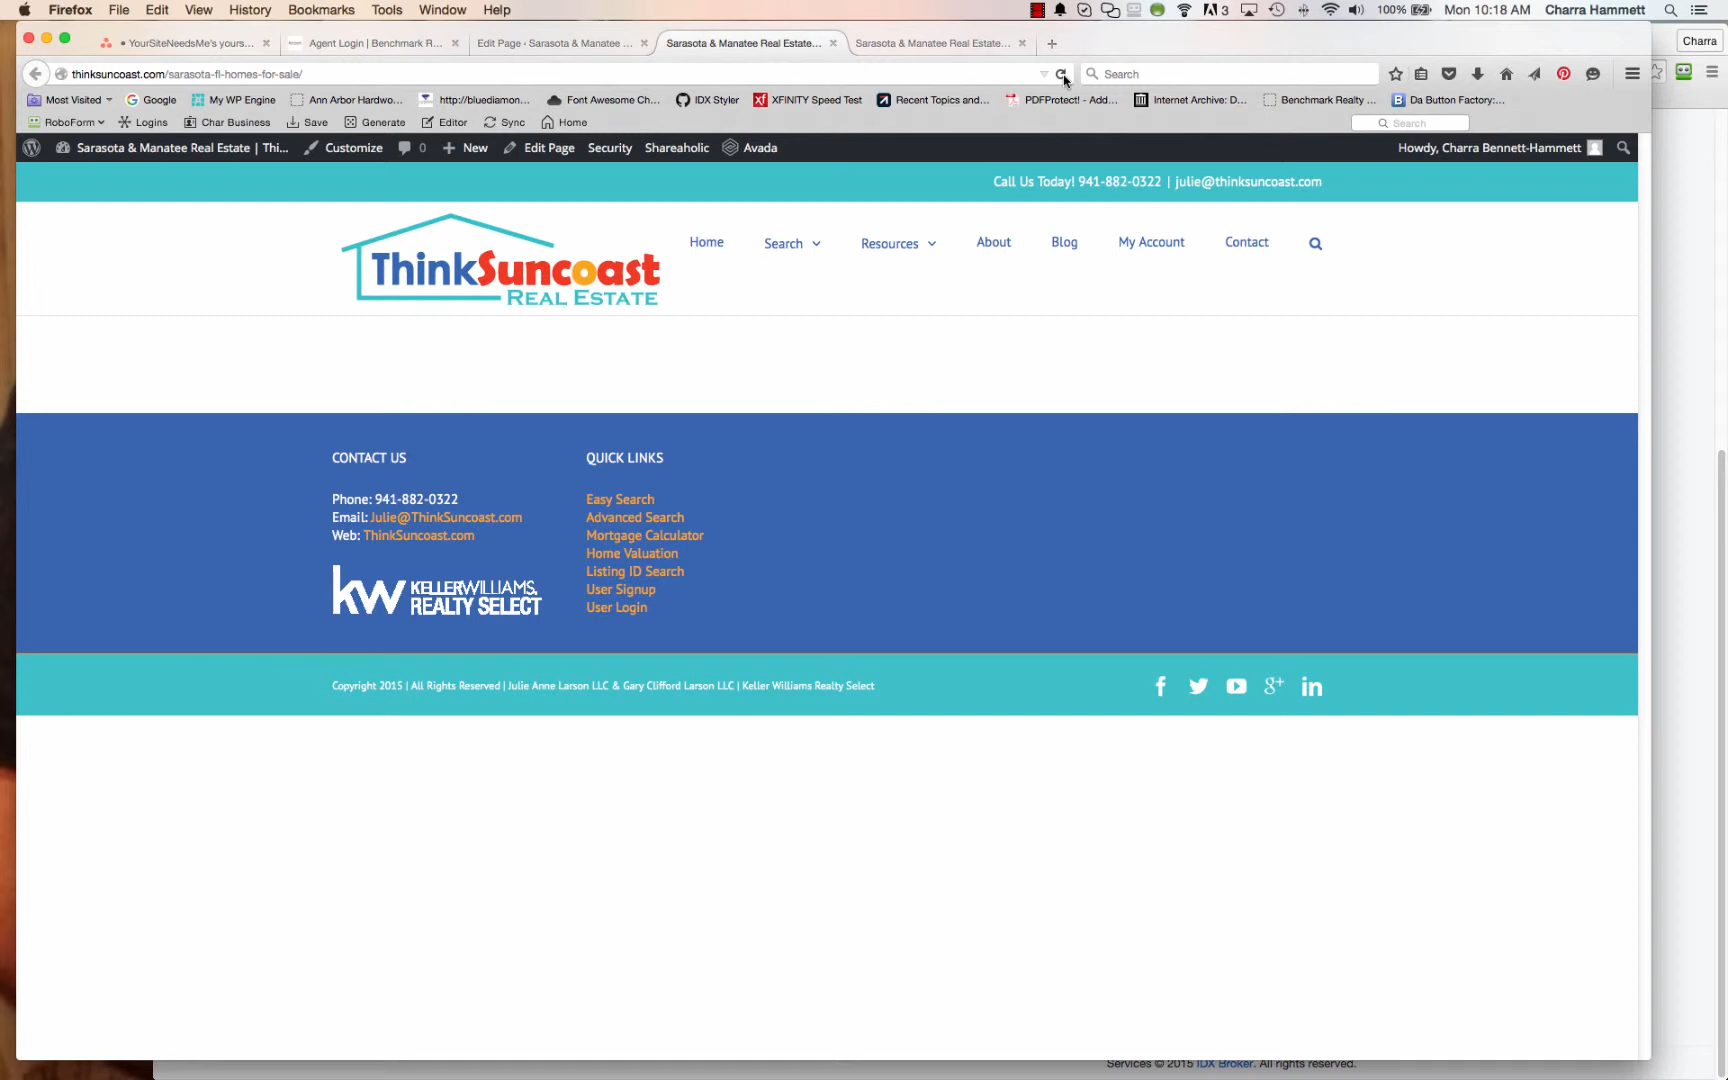 Firefox File Edit View History Bookmarks Tools Window Help 3 100% Mon 10:18 AM Charra Hammett
• YourSiteNeedsMe's yours... Agent Login | Benchmark R... Edit Page ‹ Sarasota & Manatee ... Sarasota & Manatee Real Estate... Sarasota & Manatee Real Estate... Charra
thinksuncoast.com/sarasota-fl-homes-for-sale/ Search
Most Visited Google My WP Engine Ann Arbor Hardwo... http://bluediamon... Font Awesome Ch... IDX Styler XFINITY Speed Test Recent Topics and... PDFProtect! - Add... Internet Archive: D... Benchmark Realty ... Da Button Factory:...
RoboForm Logins Char Business Save Generate Editor Sync Home Search
Sarasota & Manatee Real Estate | Thi... Customize 0 New Edit Page Security Shareaholic Avada Howdy, Charra Bennett-Hammett
Call Us Today! 941-882-0322 | julie@thinksuncoast.com
ThinkSuncoast
REAL ESTATE
Home Search Resources About Blog My Account Contact
CONTACT US
Phone: 941-882-0322
Email: Julie@ThinkSuncoast.com
Web: ThinkSuncoast.com
kw KELLERWILLIAMS.
REALTY SELECT
QUICK LINKS
Easy Search
Advanced Search
Mortgage Calculator
Home Valuation
Listing ID Search
User Signup
User Login
Copyright 2015 | All Rights Reserved | Julie Anne Larson LLC & Gary Clifford Larson LLC | Keller Williams Realty Select
Services © 2015 IDX Broker. All rights reserved.